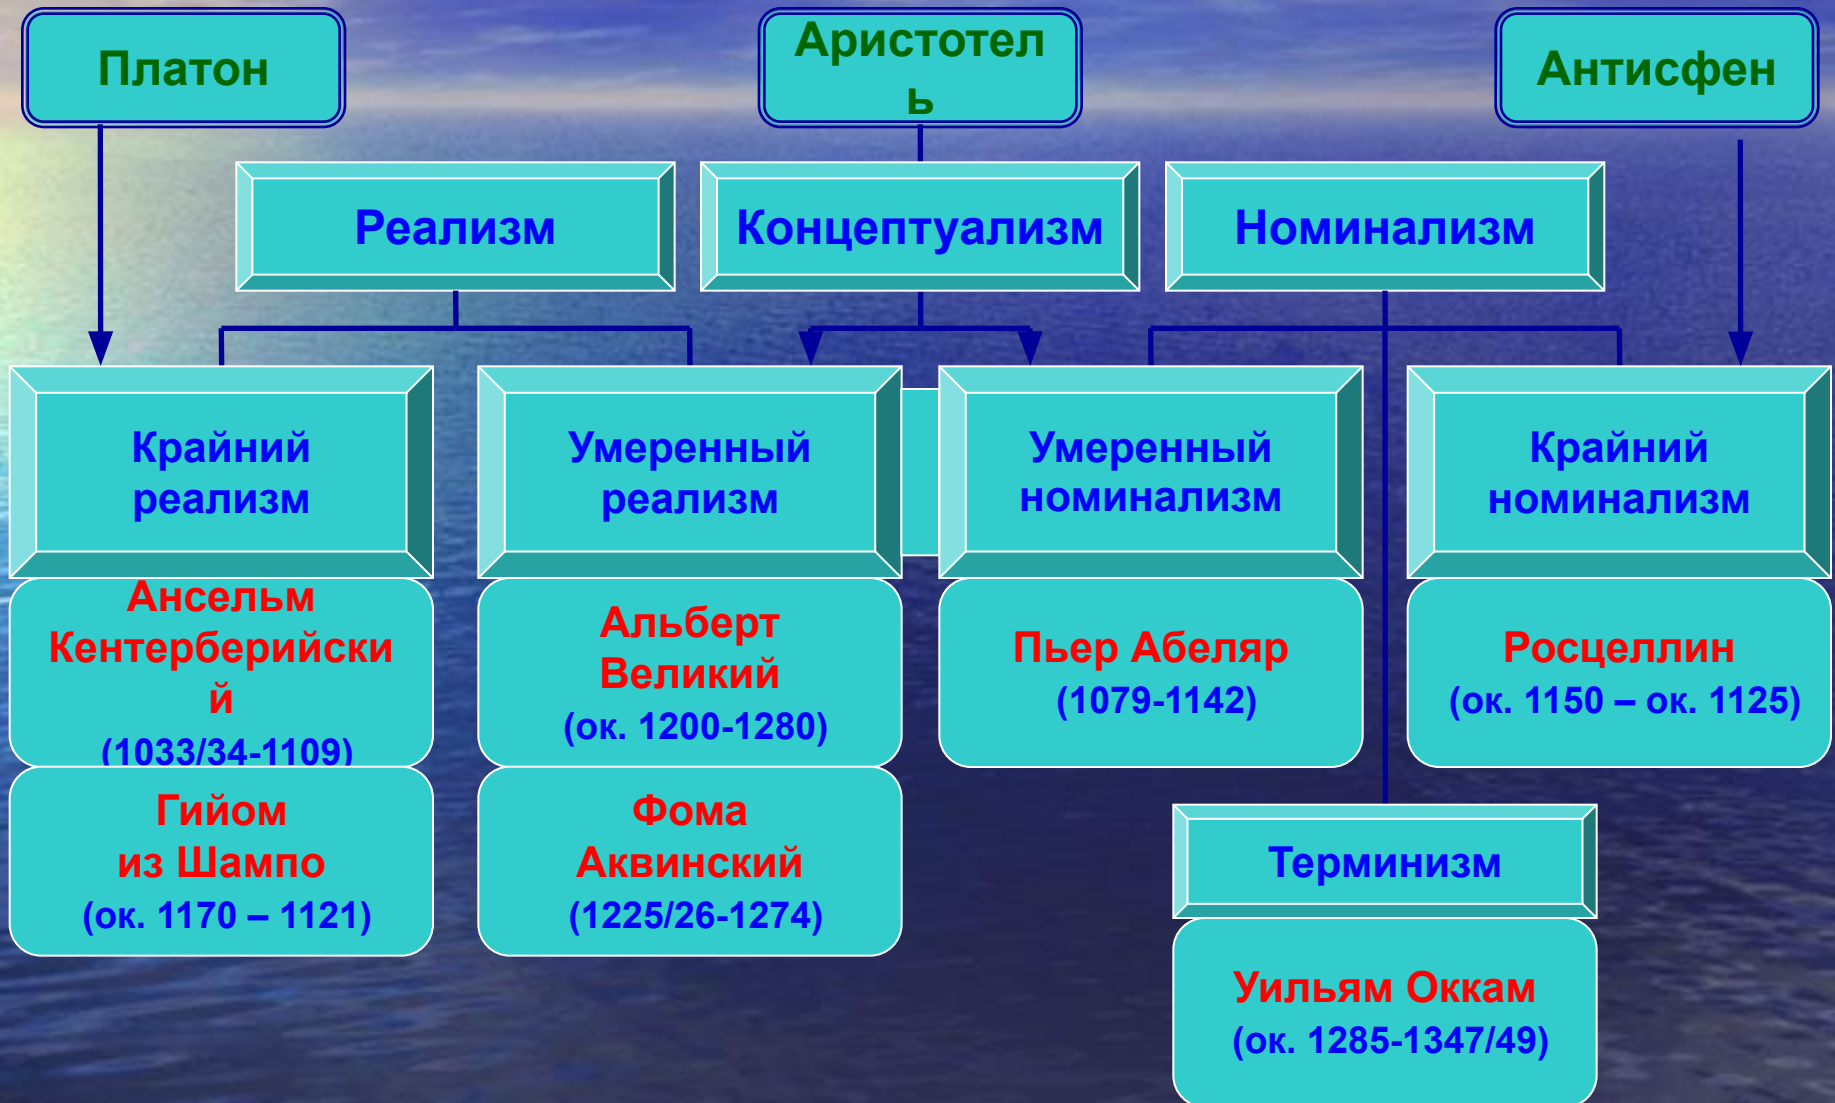 Платон
Аристотел
ь
Антисфен
Реализм
Концептуализм
Номинализм
Крайний
реализм
Умеренный
реализм
Умеренный
номинализм
Крайний
номинализм
Ансельм
Кентерберийски
й
(1033/34-1109)
Альберт
Великий
(ок. 1200-1280)
Пьер Абеляр
(1079-1142)
Росцеллин
(ок. 1150 – ок. 1125)
Гийом
из Шампо
(ок. 1170 – 1121)
Фома
Аквинский
(1225/26-1274)
Терминизм
Уильям Оккам
(ок. 1285-1347/49)